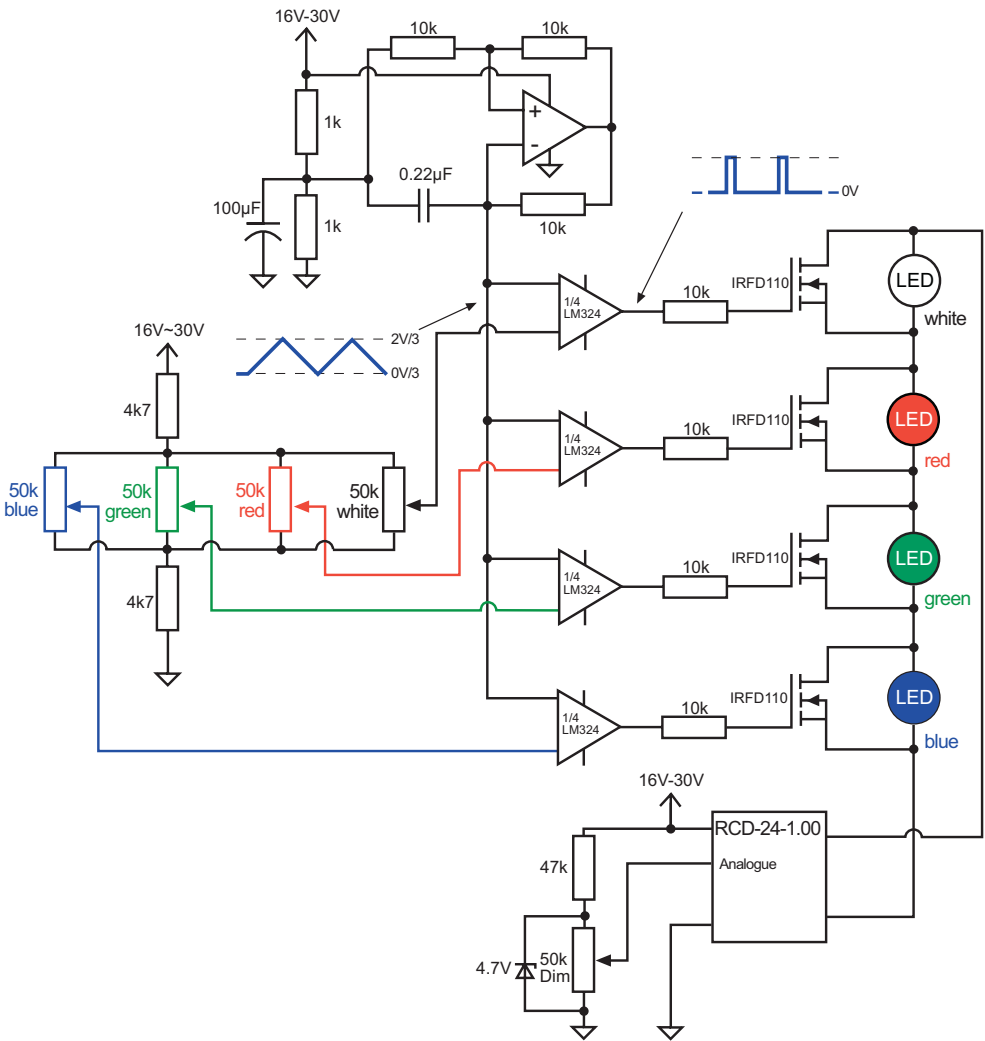 16V-30V
10k
10k
1k
+
-
0.22µF
100µF
1k
10k
0V
LED
IRFD110
10k
1/4
LM324
white
16V~30V
2V/3
0V/3
4k7
LED
IRFD110
10k
1/4
LM324
red
50k
blue
50k
green
50k
red
50k
white
LED
IRFD110
10k
1/4
LM324
green
4k7
LED
IRFD110
10k
1/4
LM324
blue
16V-30V
RCD-24-1.00
47k
Analogue
4.7V
50k
Dim